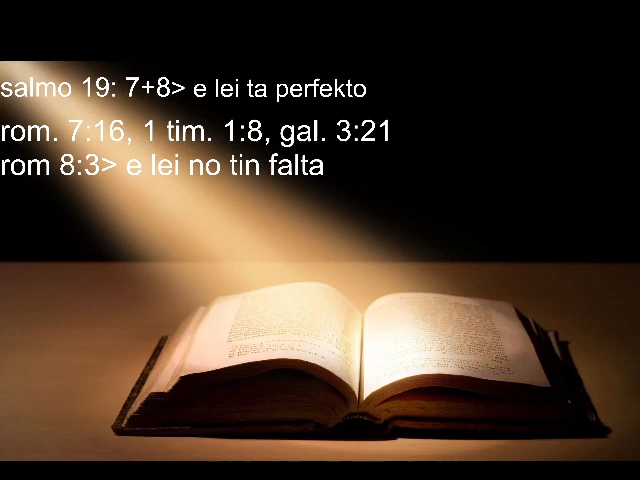 salmo 19: 7+8> e lei ta perfekto
rom. 7:16, 1 tim. 1:8, gal. 3:21
rom 8:3> e lei no tin falta